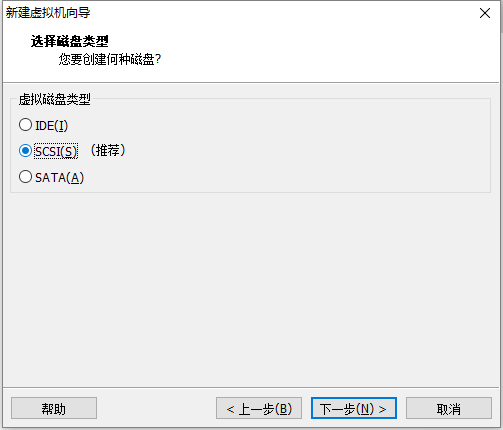 新建虚拟机向导
选择磁盘类型
您要创建何种磁盘?
虚拟磁盘类型
IDE(I)
SCSI(S) （推荐）
SATA(A)
帮助 < 上一步(B) 下一步(N) > 取消